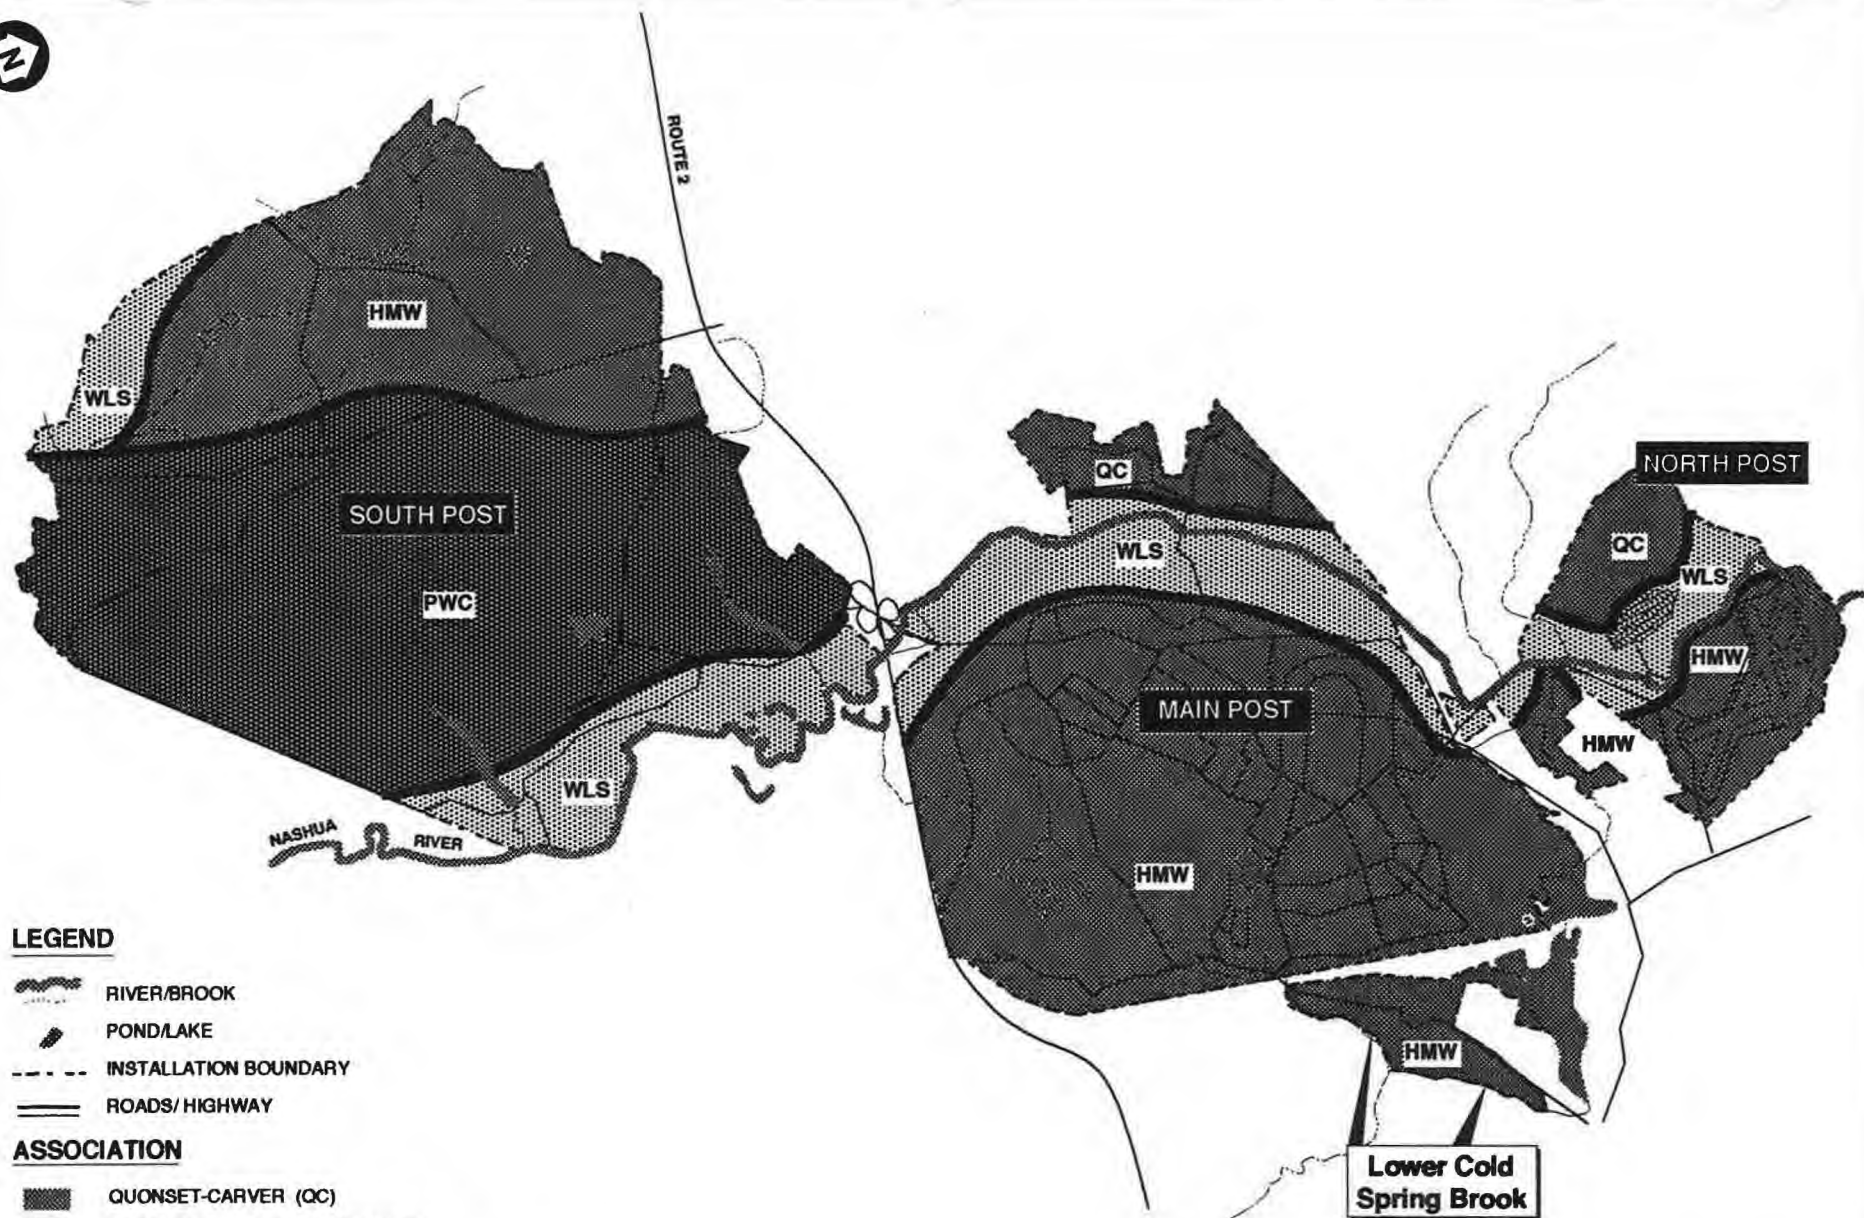 N
ROUTE 2
HMW
WLS
SOUTH POST
PWC
WLS
NASHUA RIVER
QC
WLS
MAIN POST
HMW
NORTH POST
QC
WLS
HMW
HMW
HMW
Lower Cold
Spring Brook
LEGEND
RIVER/BROOK
POND/LAKE
INSTALLATION BOUNDARY
ROADS/ HIGHWAY
ASSOCIATION
QUONSET-CARVER (QC)